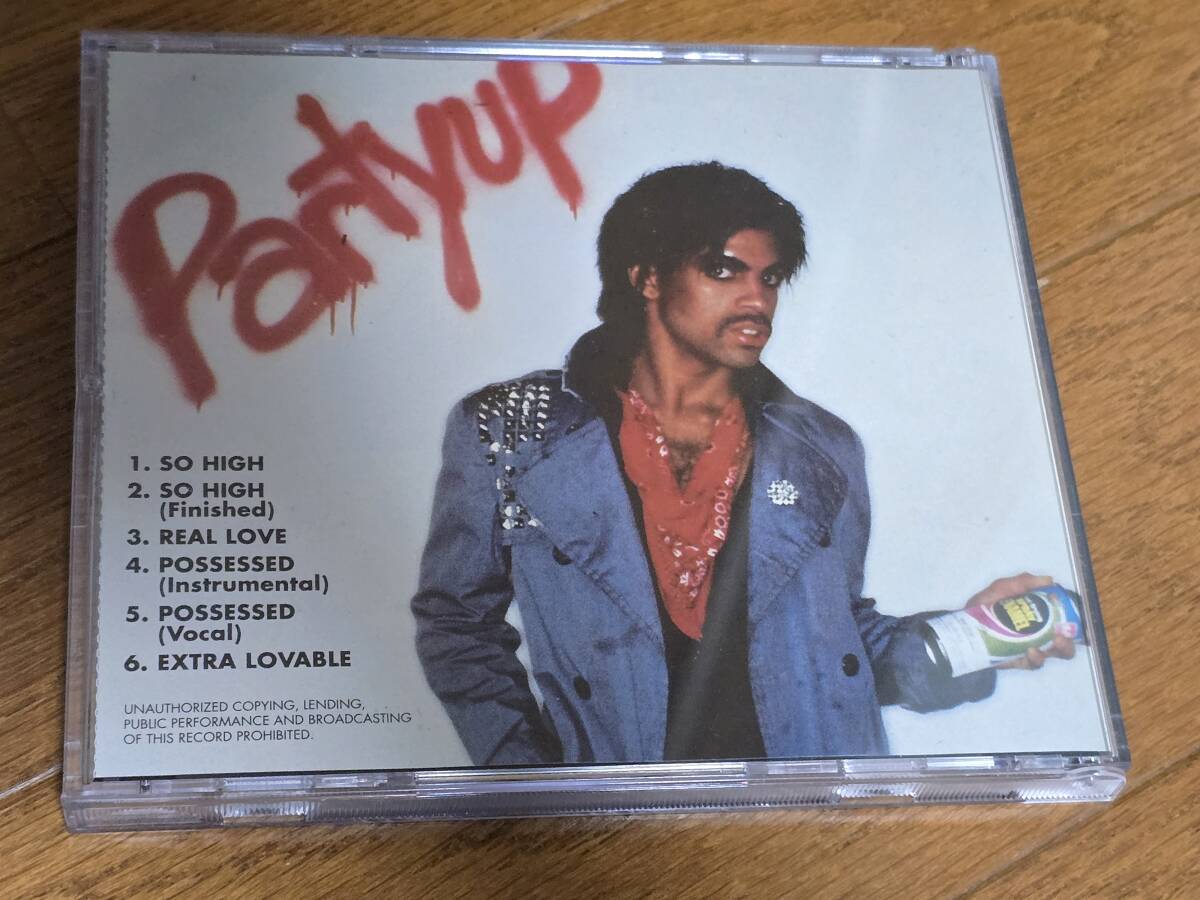 Partyup
1. SO HIGH
2. SO HIGH
(Finished)
3. REAL LOVE
4. POSSESSED
(Instrumental)
5. POSSESSED
(Vocal)
6. EXTRA LOVABLE
UNAUTHORIZED COPYING, LENDING,
PUBLIC PERFORMANCE AND BROADCASTING
OF THIS RECORD PROHIBITED.